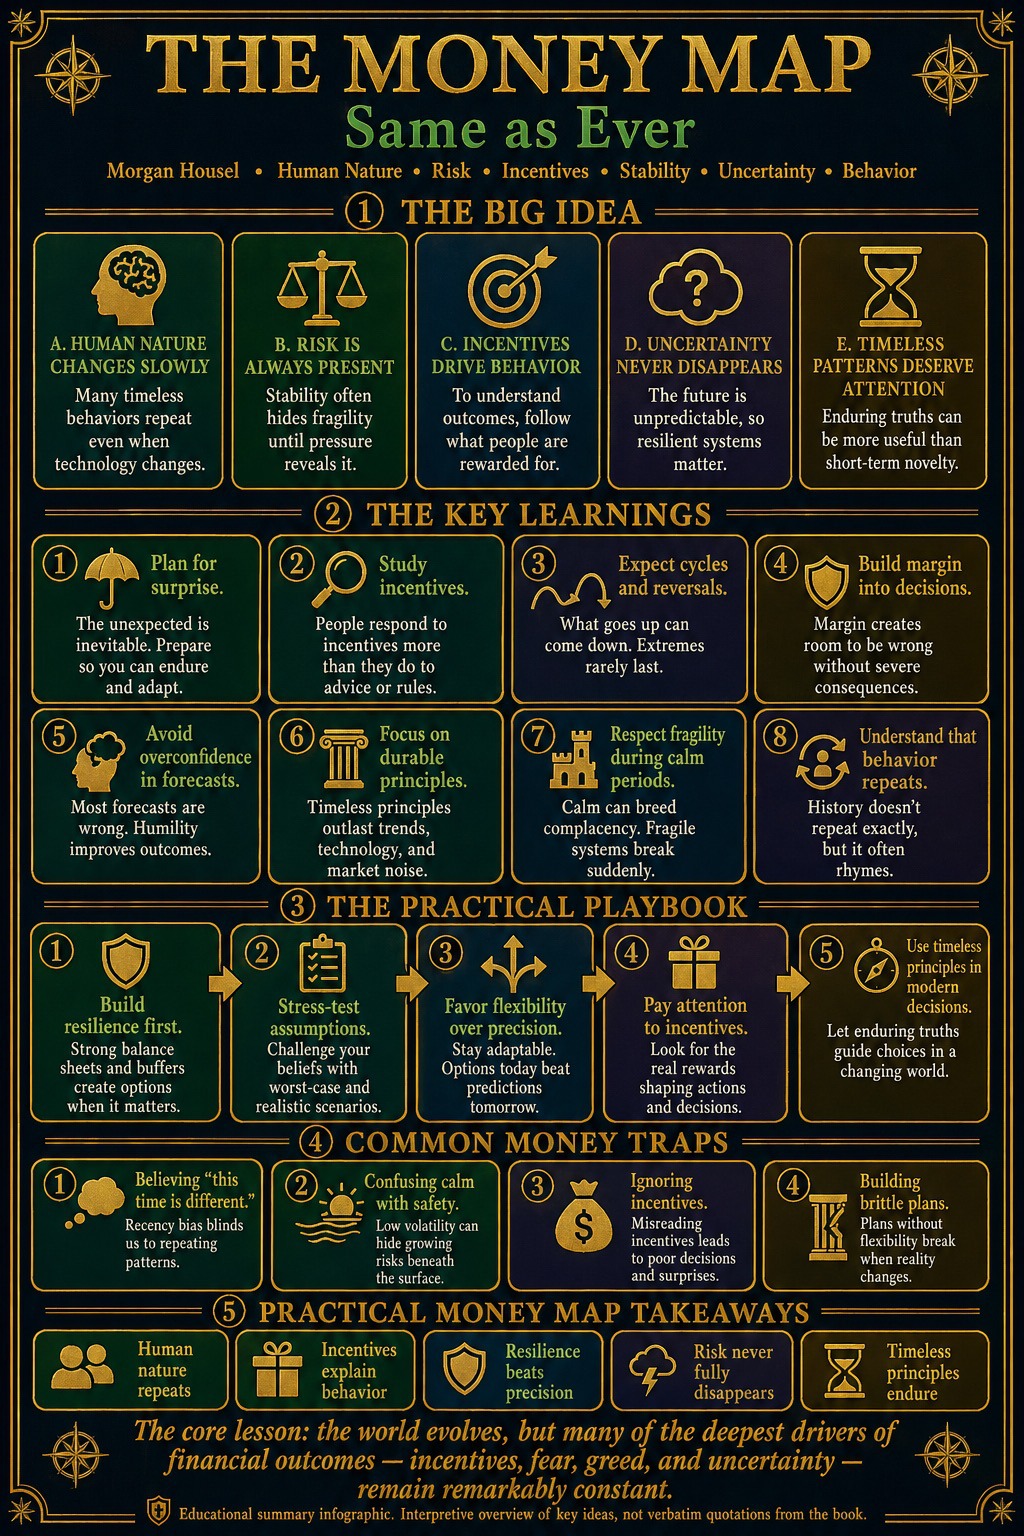 THE MONEY MAP
Same as Ever
Morgan Housel • Human Nature • Risk • Incentives • Stability • Uncertainty • Behavior
1 THE BIG IDEA
A. HUMAN NATURE
CHANGES SLOWLY
Many timeless
behaviors repeat
even when
technology changes.
B. RISK IS
ALWAYS PRESENT
Stability often
hides fragility
until pressure
reveals it.
C. INCENTIVES
DRIVE BEHAVIOR
To understand
outcomes, follow
what people are
rewarded for.
?
D. UNCERTAINTY
NEVER DISAPPEARS
The future is
unpredictable, so
resilient systems
matter.
E. TIMELESS
PATTERNS DESERVE
ATTENTION
Enduring truths can
be more useful than
short-term novelty.
2 THE KEY LEARNINGS
1
Plan for
surprise.
The unexpected is
inevitable. Prepare
so you can endure
and adapt.
2
Study
incentives.
People respond to
incentives more
than they do to
advice or rules.
3
Expect cycles
and reversals.
What goes up can
come down. Extremes
rarely last.
4
Build margin
into decisions.
Margin creates
room to be wrong
without severe
consequences.
5
Avoid
overconfidence
in forecasts.
Most forecasts are
wrong. Humility
improves outcomes.
6
Focus on
durable
principles.
Timeless principles
outlast trends,
technology, and
market noise.
7
Respect fragility
during calm
periods.
Calm can breed
complacency. Fragile
systems break
suddenly.
8
Understand that
behavior
repeats.
History doesn't
repeat exactly,
but it often
rhymes.
3 THE PRACTICAL PLAYBOOK
1
Build
resilience first.
Strong balance
sheets and buffers
create options
when it matters.
2
Stress-test
assumptions.
Challenge your
beliefs with
worst-case and
realistic scenarios.
3
Favor flexibility
over precision.
Stay adaptable.
Options today beat
predictions
tomorrow.
4
Pay attention
to incentives.
Look for the
real rewards
shaping actions
and decisions.
5
Use timeless
principles in
modern
decisions.
Let enduring truths
guide choices in a
changing world.
4 COMMON MONEY TRAPS
1
Believing “this
time is different.”
Recency bias blinds
us to repeating
patterns.
2
Confusing calm
with safety.
Low volatility can
hide growing
risks beneath
the surface.
3
$
Ignoring
incentives.
Misreading
incentives leads
to poor decisions
and surprises.
4
Building
brittle plans.
Plans without
flexibility break
when reality
changes.
5 PRACTICAL MONEY MAP TAKEAWAYS
Human
nature
repeats
Incentives
explain
behavior
Resilience
beats
precision
Risk never
fully
disappears
Timeless
principles
endure
The core lesson: the world evolves, but many of the deepest drivers of
financial outcomes — incentives, fear, greed, and uncertainty —
remain remarkably constant.
Educational summary infographic. Interpretive overview of key ideas, not verbatim quotations from the book.